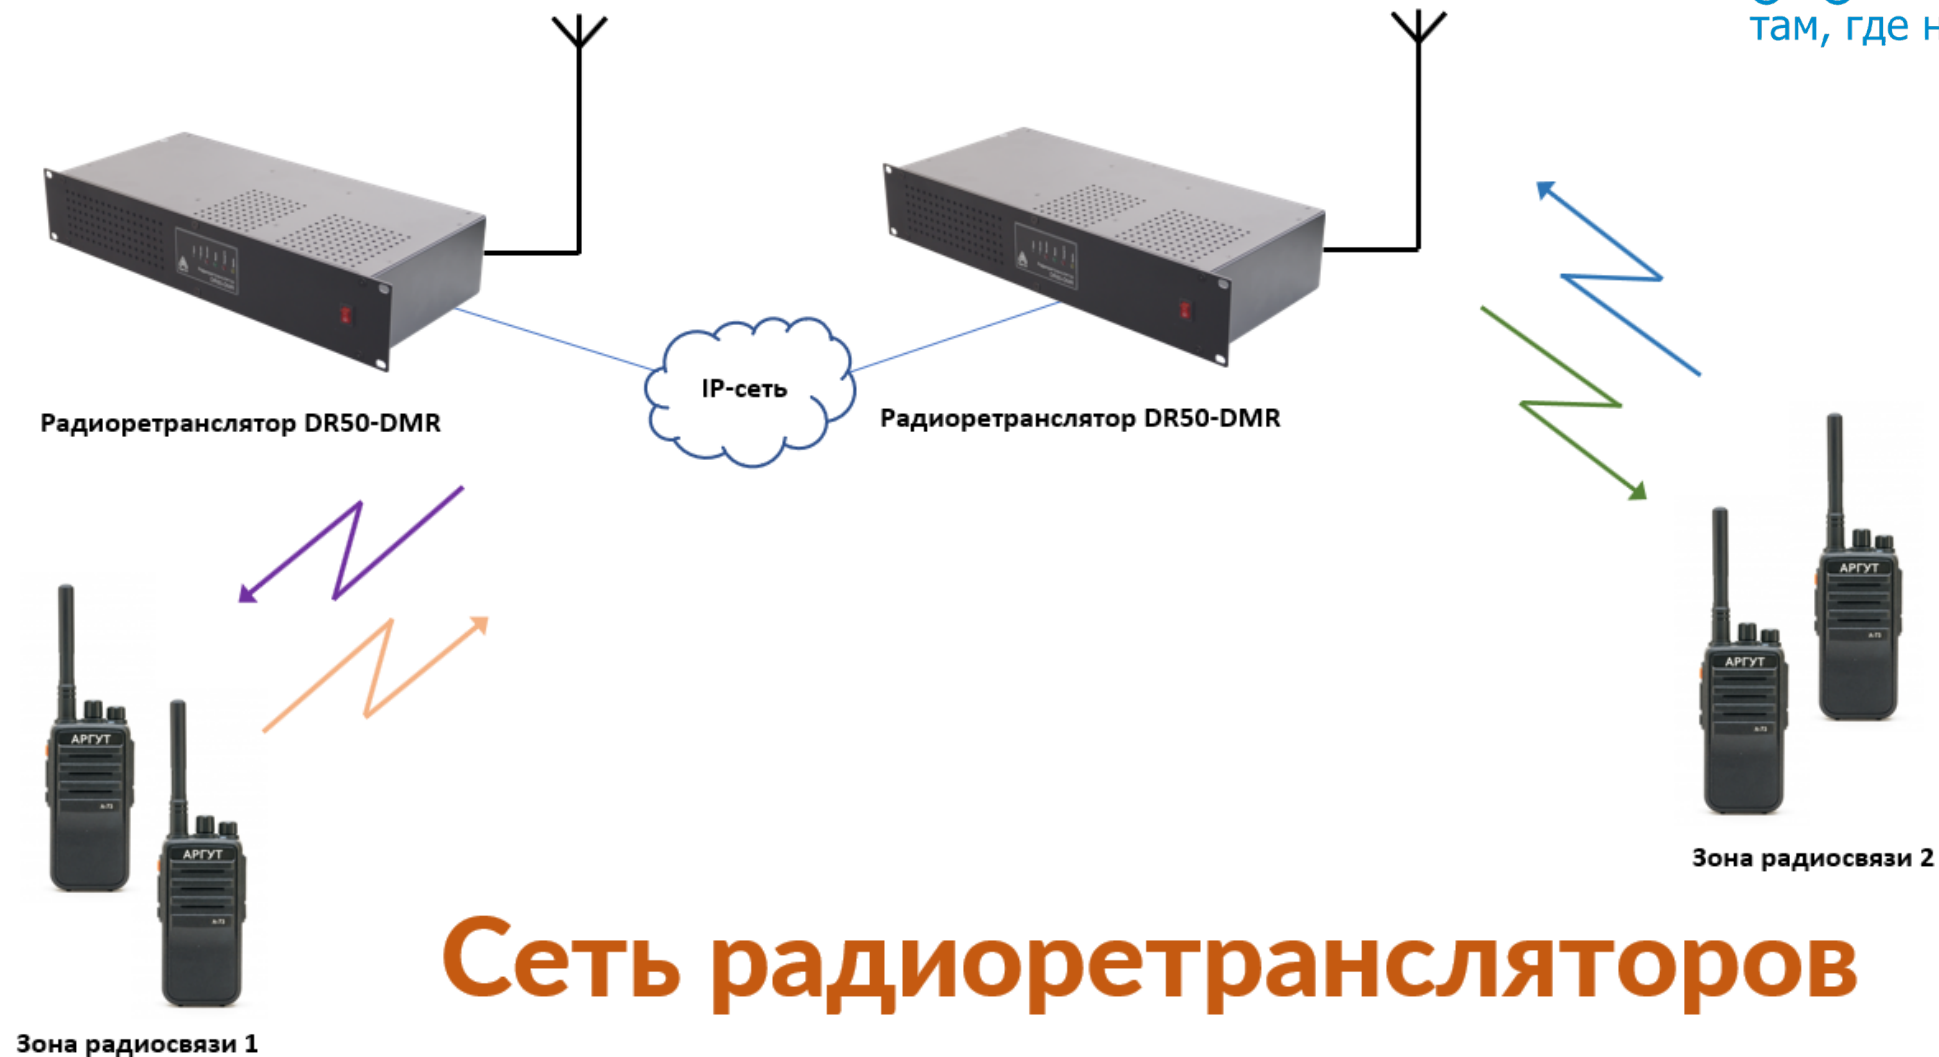 там, где н
IP-сеть
Радиоретранслятор DR50-DMR
Радиоретранслятор DR50-DMR
АРГУТ
АРГУТ
АРГУТ
АРГУТ
Зона радиосвязи 2
Сеть радиоретрансляторов
Зона радиосвязи 1